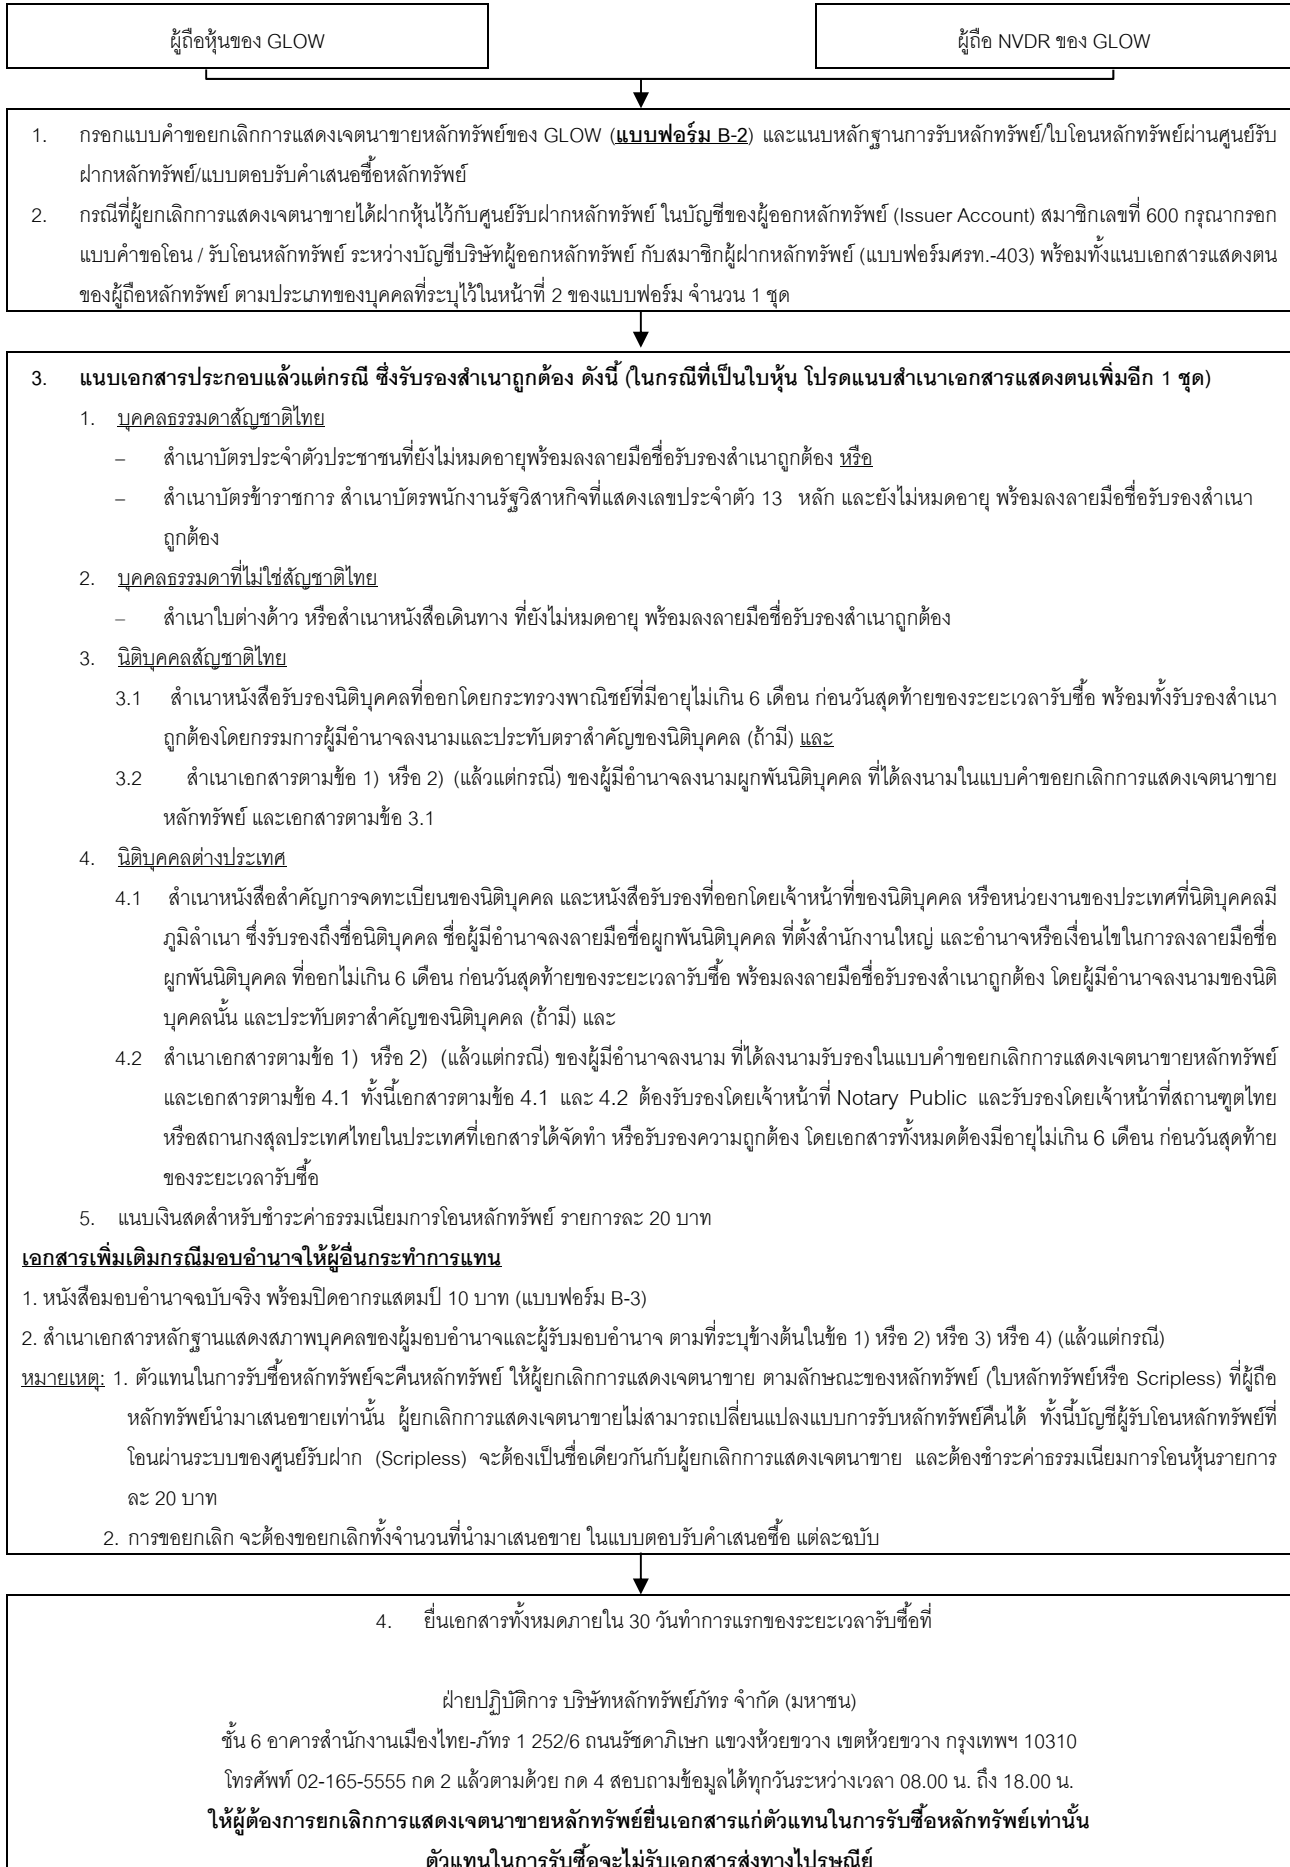 ผู้ถือหุ้นของ GLOW
ผู้ถือ NVDR ของ GLOW
1. กรอกแบบคำขอยกเลิกการแสดงเจตนาขายหลักทรัพย์ของ GLOW (แบบฟอร์ม B-2) และแนบหลักฐานการรับหลักทรัพย์/ใบโอนหลักทรัพย์ผ่านศูนย์รับ
ฝากหลักทรัพย์/แบบตอบรับคำเสนอซื้อหลักทรัพย์
2. กรณีที่ผู้ยกเลิกการแสดงเจตนาขายได้ฝากหุ้นไว้กับศูนย์รับฝากหลักทรัพย์ ในบัญชีของผู้ออกหลักทรัพย์ (Issuer Account) สมาชิกเลขที่ 600 กรุณากรอก
แบบคำขอโอน / รับโอนหลักทรัพย์ ระหว่างบัญชีบริษัทผู้ออกหลักทรัพย์ กับสมาชิกผู้ฝากหลักทรัพย์ (แบบฟอร์มศรท.-403) พร้อมทั้งแนบเอกสารแสดงตน
ของผู้ถือหลักทรัพย์ ตามประเภทของบุคคลที่ระบุไว้ในหน้าที่ 2 ของแบบฟอร์ม จำนวน 1 ชุด
3. แนบเอกสารประกอบแล้วแต่กรณี ซึ่งรับรองสำเนาถูกต้อง ดังนี้ (ในกรณีที่เป็นใบหุ้น โปรดแนบสำเนาเอกสารแสดงตนเพิ่มอีก 1 ชุด)
1. บุคคลธรรมดาสัญชาติไทย
– สำเนาบัตรประจำตัวประชาชนที่ยังไม่หมดอายุพร้อมลงลายมือชื่อรับรองสำเนาถูกต้อง หรือ
– สำเนาบัตรข้าราชการ สำเนาบัตรพนักงานรัฐวิสาหกิจที่แสดงเลขประจำตัว 13 หลัก และยังไม่หมดอายุ พร้อมลงลายมือชื่อรับรองสำเนา
ถูกต้อง
2. บุคคลธรรมดาที่ไม่ใช่สัญชาติไทย
– สำเนาใบต่างด้าว หรือสำเนาหนังสือเดินทาง ที่ยังไม่หมดอายุ พร้อมลงลายมือชื่อรับรองสำเนาถูกต้อง
3. นิติบุคคลสัญชาติไทย
3.1 สำเนาหนังสือรับรองนิติบุคคลที่ออกโดยกระทรวงพาณิชย์ที่มีอายุไม่เกิน 6 เดือน ก่อนวันสุดท้ายของระยะเวลารับซื้อ พร้อมทั้งรับรองสำเนา
ถูกต้องโดยกรรมการผู้มีอำนาจลงนามและประทับตราสำคัญของนิติบุคคล (ถ้ามี) และ
3.2 สำเนาเอกสารตามข้อ 1) หรือ 2) (แล้วแต่กรณี) ของผู้มีอำนาจลงนามผูกพันนิติบุคคล ที่ได้ลงนามในแบบคำขอยกเลิกการแสดงเจตนาขาย
หลักทรัพย์ และเอกสารตามข้อ 3.1
4. นิติบุคคลต่างประเทศ
4.1 สำเนาหนังสือสำคัญการจดทะเบียนของนิติบุคคล และหนังสือรับรองที่ออกโดยเจ้าหน้าที่ของนิติบุคคล หรือหน่วยงานของประเทศที่นิติบุคคลมี
ภูมิลำเนา ซึ่งรับรองถึงชื่อนิติบุคคล ชื่อผู้มีอำนาจลงลายมือชื่อผูกพันนิติบุคคล ที่ตั้งสำนักงานใหญ่ และอำนาจหรือเงื่อนไขในการลงลายมือชื่อ
ผูกพันนิติบุคคล ที่ออกไม่เกิน 6 เดือน ก่อนวันสุดท้ายของระยะเวลารับซื้อ พร้อมลงลายมือชื่อรับรองสำเนาถูกต้อง โดยผู้มีอำนาจลงนามของนิติ
บุคคลนั้น และประทับตราสำคัญของนิติบุคคล (ถ้ามี) และ
4.2 สำเนาเอกสารตามข้อ 1) หรือ 2) (แล้วแต่กรณี) ของผู้มีอำนาจลงนาม ที่ได้ลงนามรับรองในแบบคำขอยกเลิกการแสดงเจตนาขายหลักทรัพย์
และเอกสารตามข้อ 4.1 ทั้งนี้เอกสารตามข้อ 4.1 และ 4.2 ต้องรับรองโดยเจ้าหน้าที่ Notary Public และรับรองโดยเจ้าหน้าที่สถานฑูตไทย
หรือสถานกงสุลประเทศไทยในประเทศที่เอกสารได้จัดทำ หรือรับรองความถูกต้อง โดยเอกสารทั้งหมดต้องมีอายุไม่เกิน 6 เดือน ก่อนวันสุดท้าย
ของระยะเวลารับซื้อ
5. แนบเงินสดสำหรับชำระค่าธรรมเนียมการโอนหลักทรัพย์ รายการละ 20 บาท
เอกสารเพิ่มเติมกรณีมอบอำนาจให้ผู้อื่นกระทำการแทน
1. หนังสือมอบอำนาจฉบับจริง พร้อมปิดอากรแสตมป์ 10 บาท (แบบฟอร์ม B-3)
2. สำเนาเอกสารหลักฐานแสดงสภาพบุคคลของผู้มอบอำนาจและผู้รับมอบอำนาจ ตามที่ระบุข้างต้นในข้อ 1) หรือ 2) หรือ 3) หรือ 4) (แล้วแต่กรณี)
หมายเหตุ: 1. ตัวแทนในการรับซื้อหลักทรัพย์จะคืนหลักทรัพย์ ให้ผู้ยกเลิกการแสดงเจตนาขาย ตามลักษณะของหลักทรัพย์ (ใบหลักทรัพย์หรือ Scripless) ที่ผู้ถือ
หลักทรัพย์นำมาเสนอขายเท่านั้น ผู้ยกเลิกการแสดงเจตนาขายไม่สามารถเปลี่ยนแปลงแบบการรับหลักทรัพย์คืนได้ ทั้งนี้บัญชีผู้รับโอนหลักทรัพย์ที่
โอนผ่านระบบของศูนย์รับฝาก (Scripless) จะต้องเป็นชื่อเดียวกันกับผู้ยกเลิกการแสดงเจตนาขาย และต้องชำระค่าธรรมเนียมการโอนหุ้นรายการ
ละ 20 บาท
2. การขอยกเลิก จะต้องขอยกเลิกทั้งจำนวนที่นำมาเสนอขาย ในแบบตอบรับคำเสนอซื้อ แต่ละฉบับ
4. ยื่นเอกสารทั้งหมดภายใน 30 วันทำการแรกของระยะเวลารับซื้อที่
ฝ่ายปฏิบัติการ บริษัทหลักทรัพย์ภัทร จำกัด (มหาชน)
ชั้น 6 อาคารสำนักงานเมืองไทย-ภัทร 1 252/6 ถนนรัชดาภิเษก แขวงห้วยขวาง เขตห้วยขวาง กรุงเทพฯ 10310
โทรศัพท์ 02-165-5555 กด 2 แล้วตามด้วย กด 4 สอบถามข้อมูลได้ทุกวันระหว่างเวลา 08.00 น. ถึง 18.00 น.
ให้ผู้ต้องการยกเลิกการแสดงเจตนาขายหลักทรัพย์ยื่นเอกสารแก่ตัวแทนในการรับซื้อหลักทรัพย์เท่านั้น
ตัวแทนในการรับซื้อจะไม่รับเอกสารส่งทางไปรษณีย์